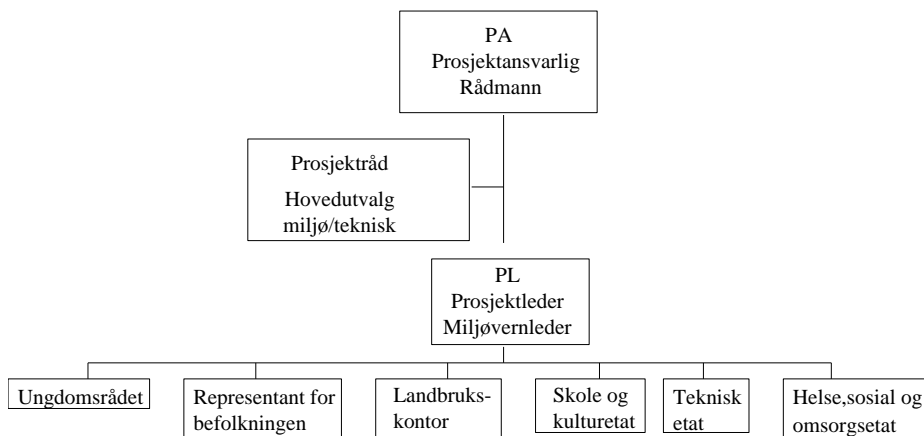 PA
Prosjektansvarlig
Rådmann
Prosjektråd
Hovedutvalg
miljø/teknisk
PL
Prosjektleder
Miljøvernleder
Ungdomsrådet
Representant for
befolkningen
Landbruks-
kontor
Skole og
kulturetat
Teknisk
etat
Helse,sosial og
omsorgsetat